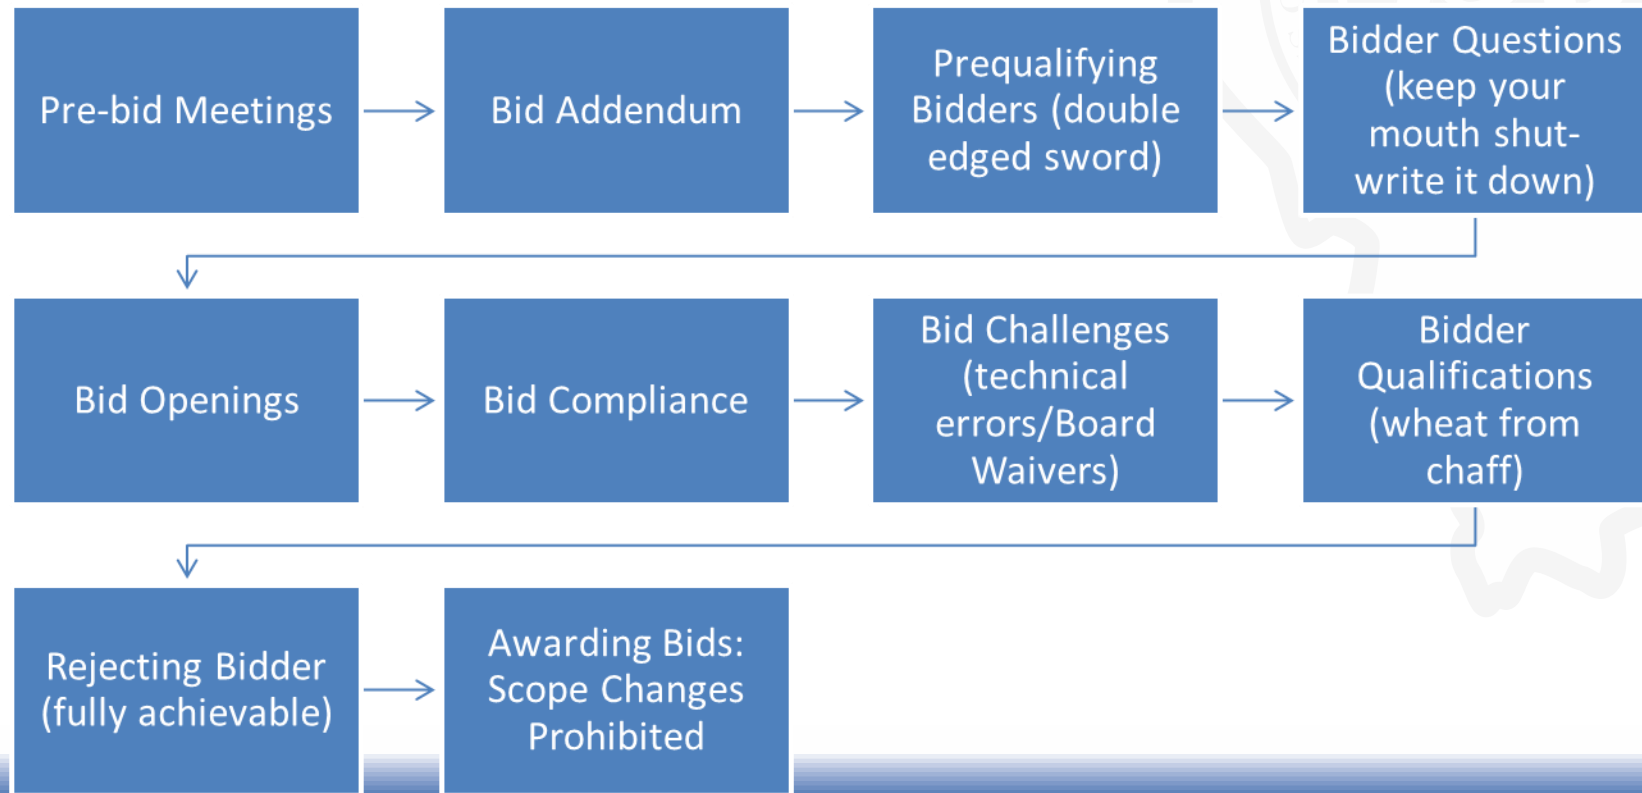 Pre-bid Meetings
Bid Addendum
Prequalifying
Bidders (double
edged sword)
Bidder Questions
(keep your
mouth shut-
write it down)
Bid Openings
Bid Compliance
Bid Challenges
(technical
errors/Board
Waivers)
Bidder
Qualifications
(wheat from
chaff)
Rejecting Bidder
(fully achievable)
Awarding Bids:
Scope Changes
Prohibited